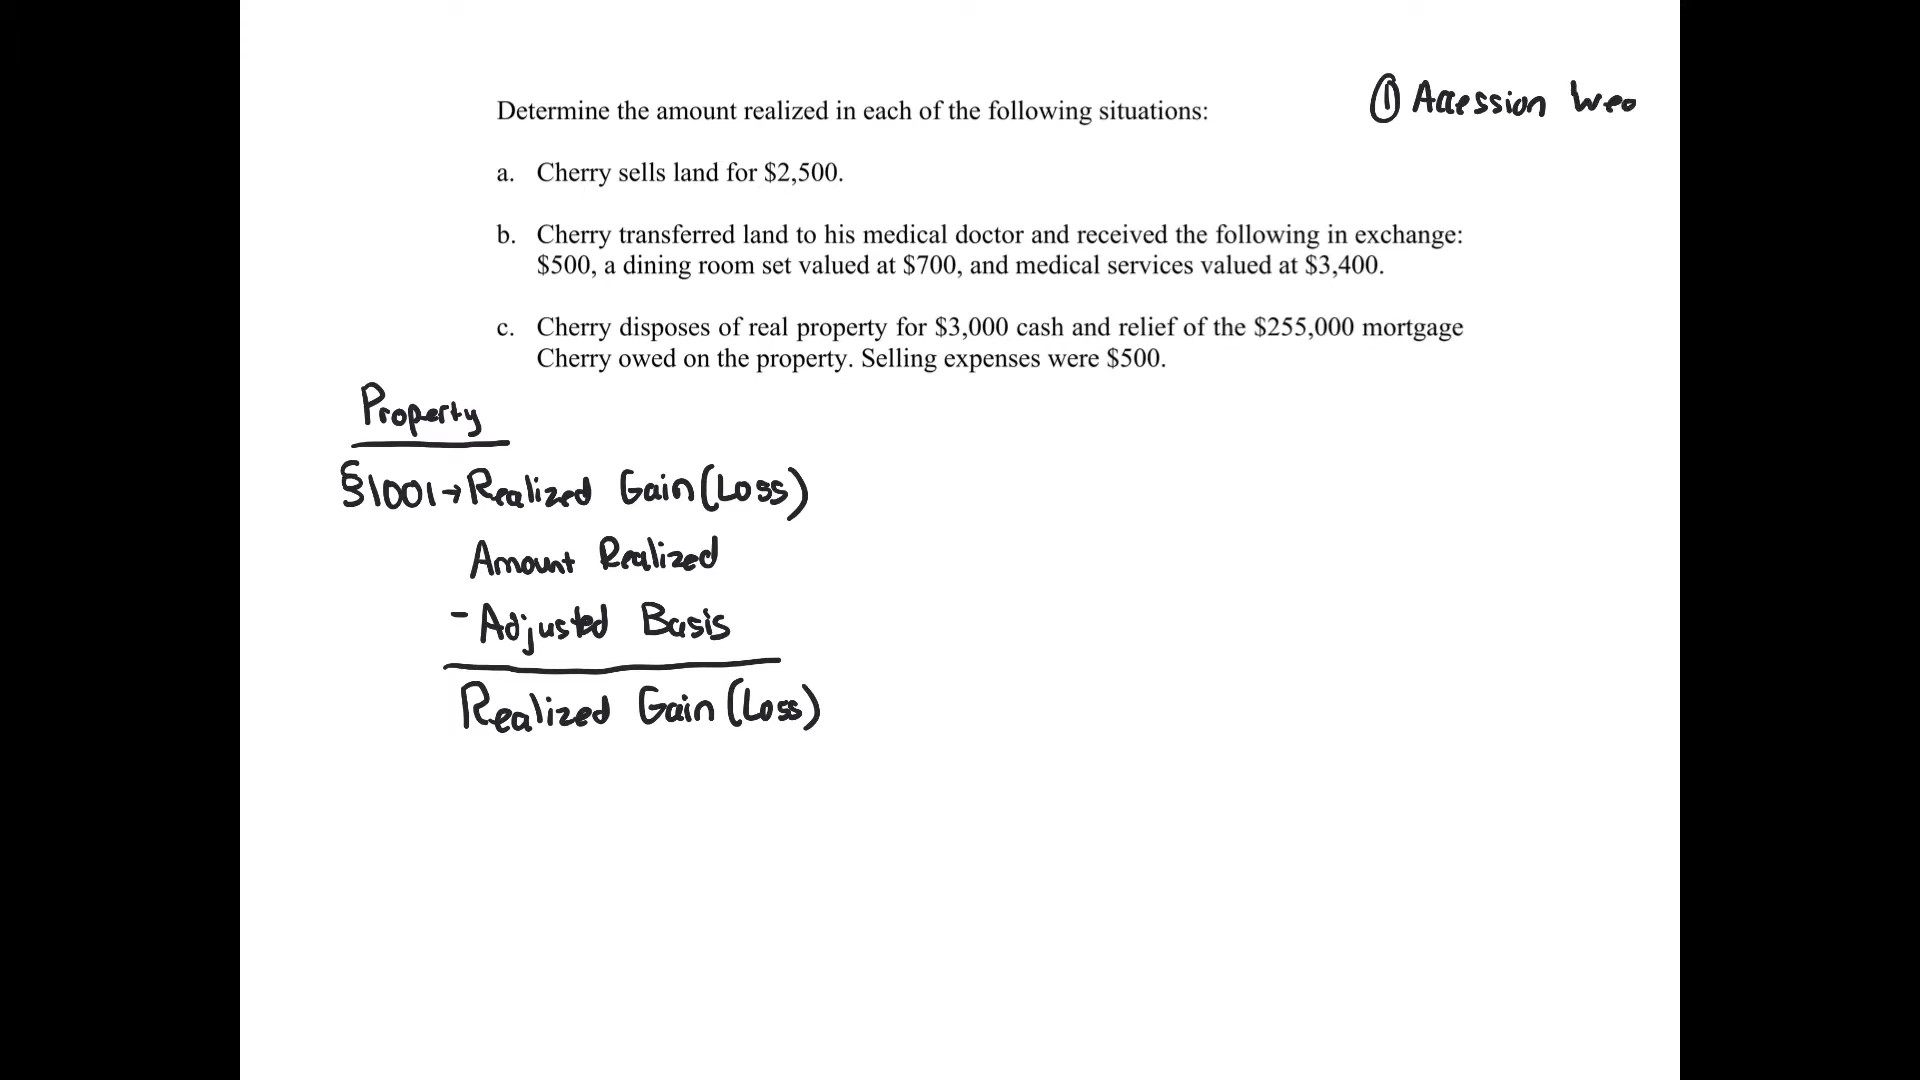 Determine the amount realized in each of the following situations:
① Accession Wea
a. Cherry sells land for $2,500.
b. Cherry transferred land to his medical doctor and received the following in exchange:
$500, a dining room set valued at $700, and medical services valued at $3,400.
c. Cherry disposes of real property for $3,000 cash and relief of the $255,000 mortgage
Cherry owed on the property. Selling expenses were $500.
Property
§1001→Realized Gain(Loss)
Amount Realized
- Adjusted Basis
Realized Gain (Loss)